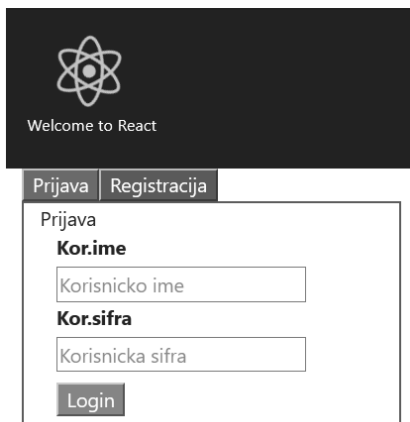 Welcome to React
Prijava Registracija
Prijava
Kor.ime
Korisnicko ime
Kor.sifra
Korisnicka sifra
Login